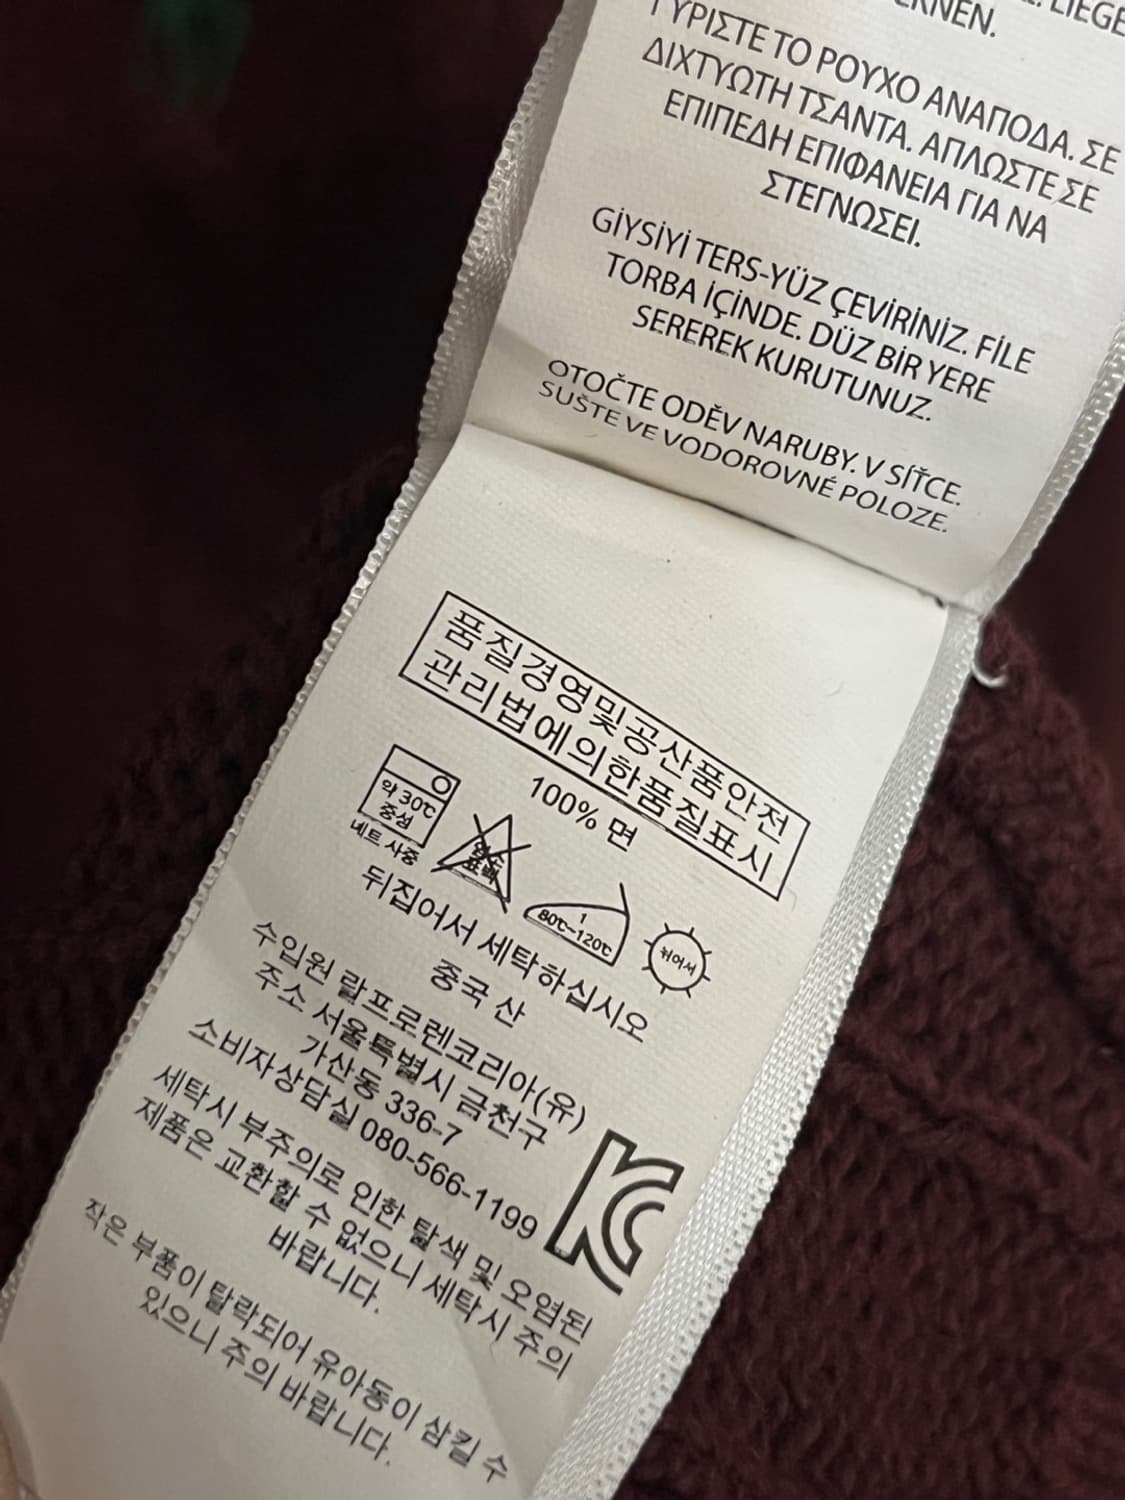 LIEGE
ERNEN.
ΓΥΡΙΣΤΕ ΤΟ ΡΟΥΧΟ ΑΝΑΠΟΔΑ. ΣΕ
ΔΙΧΤΥΩΤΗ ΤΣΑΝΤΑ. ΑΠΛΩΣΤΕ ΣΕ
ΕΠΙΠΕΔΗ ΕΠΙΦΑΝΕΙΑ ΓΙΑ ΝΑ
ΣΤΕΓΝΩΣΕΙ.
GİYSİYİ TERS-YÜZ ÇEVİRİNİZ. FİLE
TORBA İÇİNDE. DÜZ BİR YERE
SEREREK KURUTUNUZ.
OTOČTE ODĚV NARUBY. V SÍŤCE.
SUŠTE VE VODOROVNÉ POLOZE.
품질경영및공산품안전
관리법에의한품질표시
100% 면
약 30℃
중성
네트 사중
80℃~120℃
1
뉘어서
뒤집어서 세탁하십시오
중국 산
수입원 랄프로렌코리아(유)
주소 서울특별시 금천구
가산동 336-7
소비자상담실 080-566-1199
KC
세탁시 부주의로 인한 탈색 및 오염된
제품은 교환할 수 없으니 세탁시 주의
바랍니다.
작은 부품이 탈락되어 유아동이 삼킬 수
있으니 주의 바랍니다.